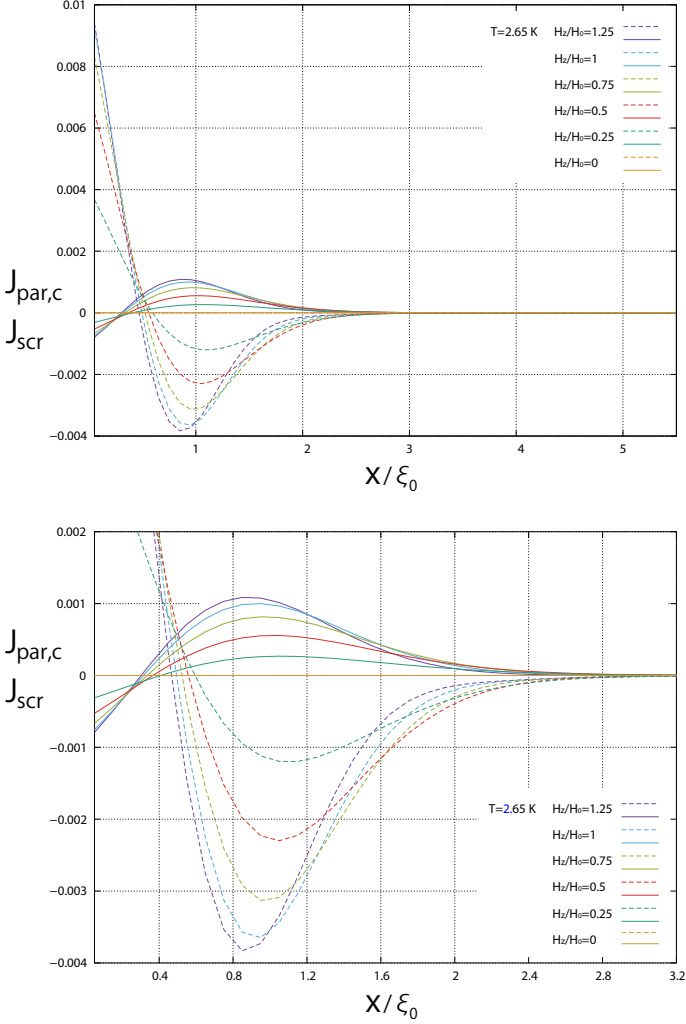 0.01
0.008
0.006
0.004
0.002
0
−0.002
−0.004
J par,c
J scr
T=2.65 K Hz/H₀=1.25
Hz/H₀=1
Hz/H₀=0.75
Hz/H₀=0.5
Hz/H₀=0.25
Hz/H₀=0
1 2 3 4 5
X/ξ₀
0.002
0.001
0
−0.001
−0.002
−0.003
−0.004
J par,c
J scr
T=2.65 K Hz/H₀=1.25
Hz/H₀=1
Hz/H₀=0.75
Hz/H₀=0.5
Hz/H₀=0.25
Hz/H₀=0
0.4 0.8 1.2 1.6 2 2.4 2.8 3.2
X/ξ₀